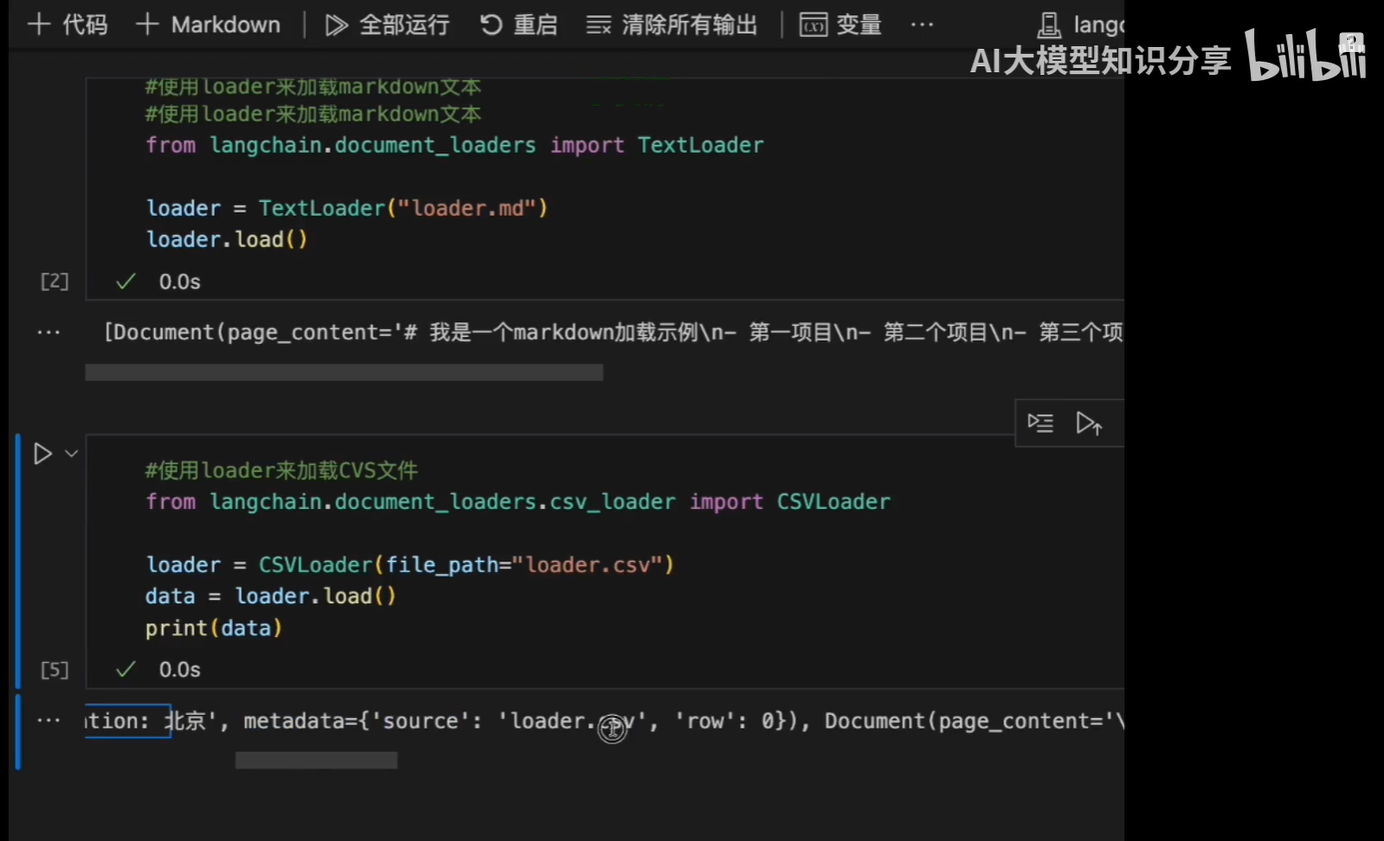 代码 Markdown 全部运行 重启 清除所有输出 变量 ···
AI大模型知识分享 bilibili
#使用loader来加载markdown文本
#使用loader来加载markdown文本
from langchain.document_loaders import TextLoader
loader = TextLoader("loader.md")
loader.load()
[2] ✓ 0.0s
··· [Document(page_content='# 我是一个markdown加载示例\n- 第一项目\n- 第二个项目\n- 第三个项
#使用loader来加载CVS文件
from langchain.document_loaders.csv_loader import CSVLoader
loader = CSVLoader(file_path="loader.csv")
data = loader.load()
print(data)
[5] ✓ 0.0s
··· ation: 北京', metadata={'source': 'loader.csv', 'row': 0}), Document(page_content='\